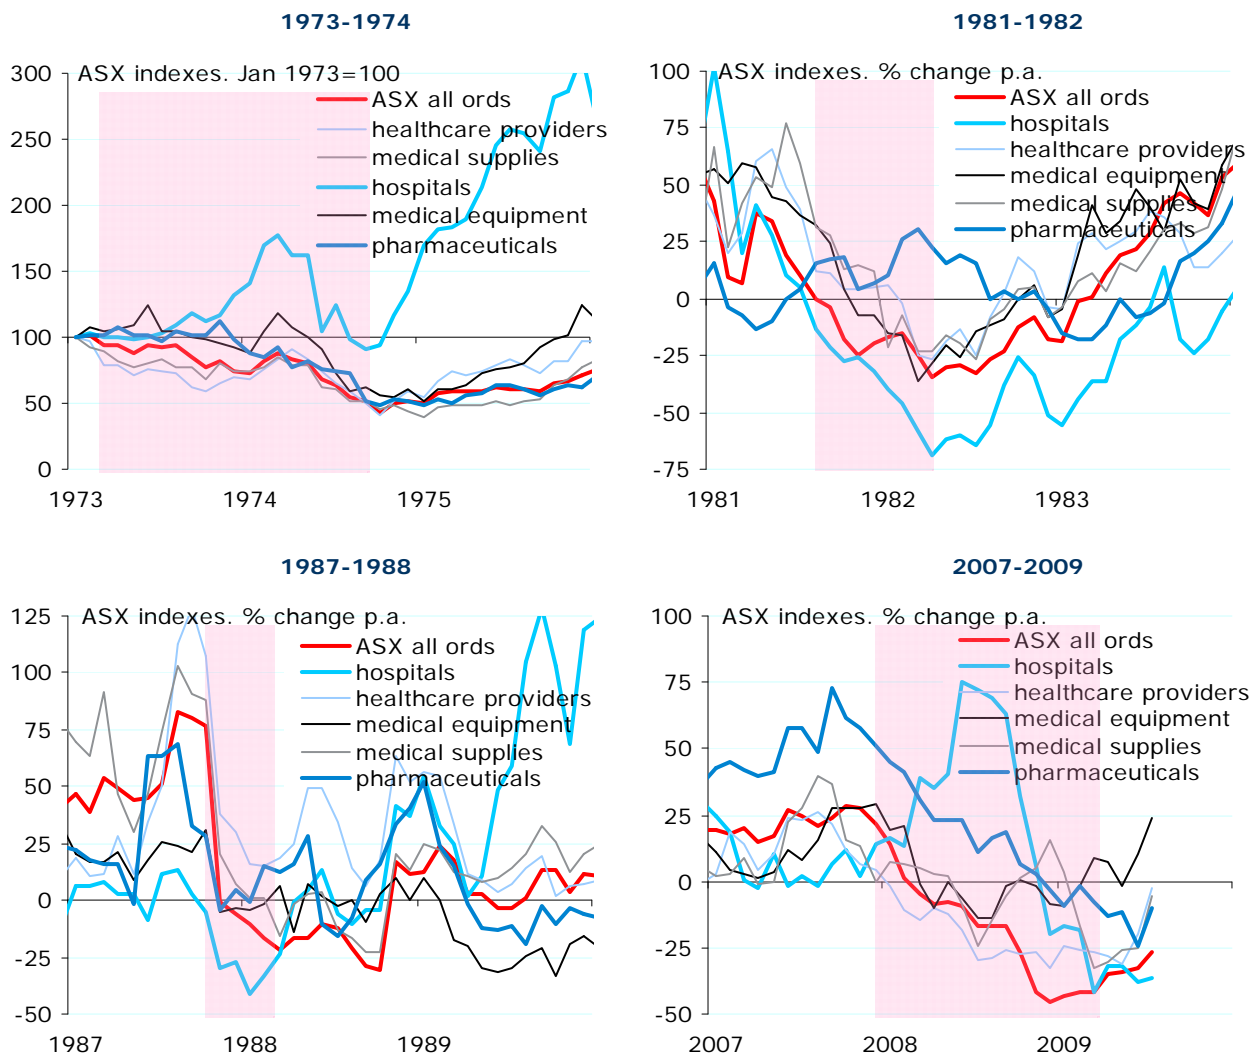 1973-1974
ASX indexes. Jan 1973=100
300
250
200
150
100
50
0
ASX all ords
healthcare providers
medical supplies
hospitals
medical equipment
pharmaceuticals
1973
1974
1975
1981-1982
ASX indexes. % change p.a.
100
75
50
25
0
-25
-50
-75
ASX all ords
hospitals
healthcare providers
medical equipment
medical supplies
pharmaceuticals
1981
1982
1983
1987-1988
ASX indexes. % change p.a.
125
100
75
50
25
0
-25
-50
ASX all ords
hospitals
healthcare providers
medical equipment
medical supplies
pharmaceuticals
1987
1988
1989
2007-2009
ASX indexes. % change p.a.
100
75
50
25
0
-25
-50
ASX all ords
hospitals
healthcare providers
medical equipment
medical supplies
pharmaceuticals
2007
2008
2009